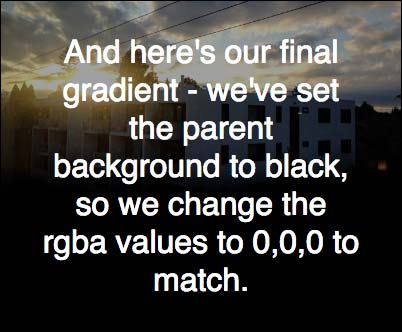 And here's our final
gradient - we've set
the parent
background to black,
so we change the
rgba values to 0,0,0 to
match.